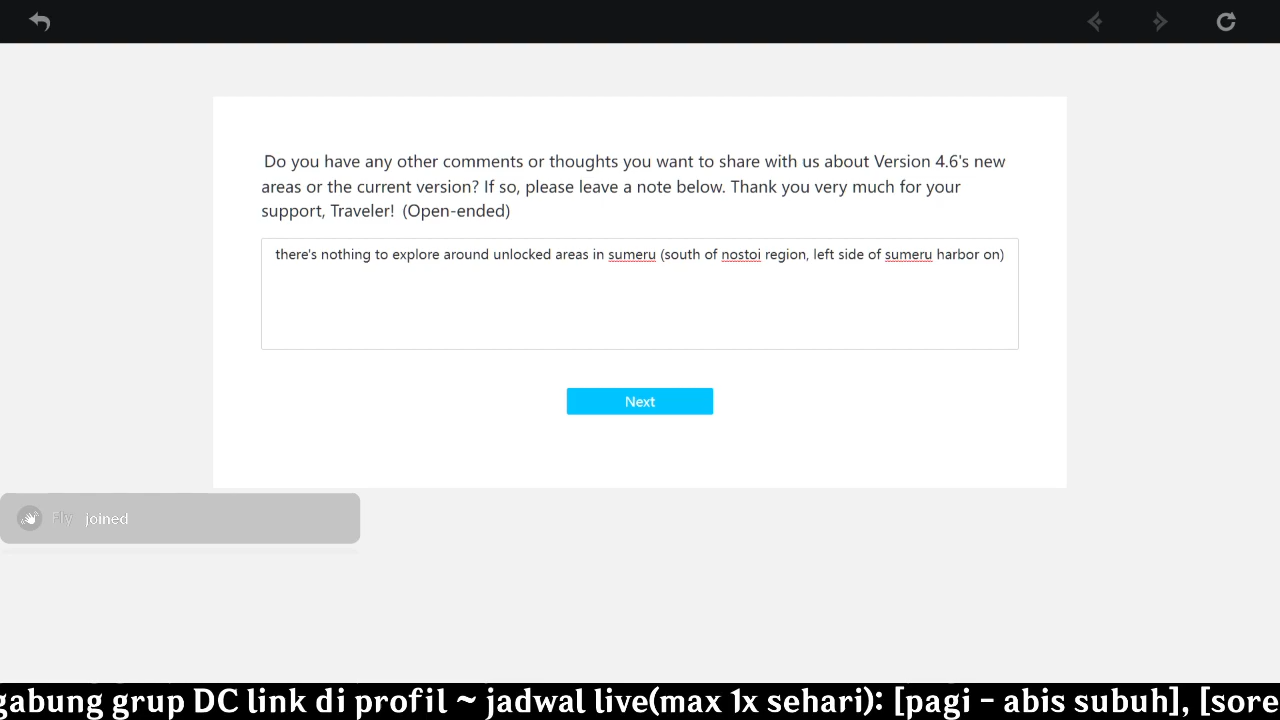 Do you have any other comments or thoughts you want to share with us about Version 4.6's new
areas or the current version? If so, please leave a note below. Thank you very much for your
support, Traveler! (Open-ended)
there's nothing to explore around unlocked areas in sumeru (south of nostoi region, left side of sumeru harbor on)
Next
Fly joined
gabung grup DC link di profil ~ jadwal live(max 1x sehari): [pagi - abis subuh], [sore